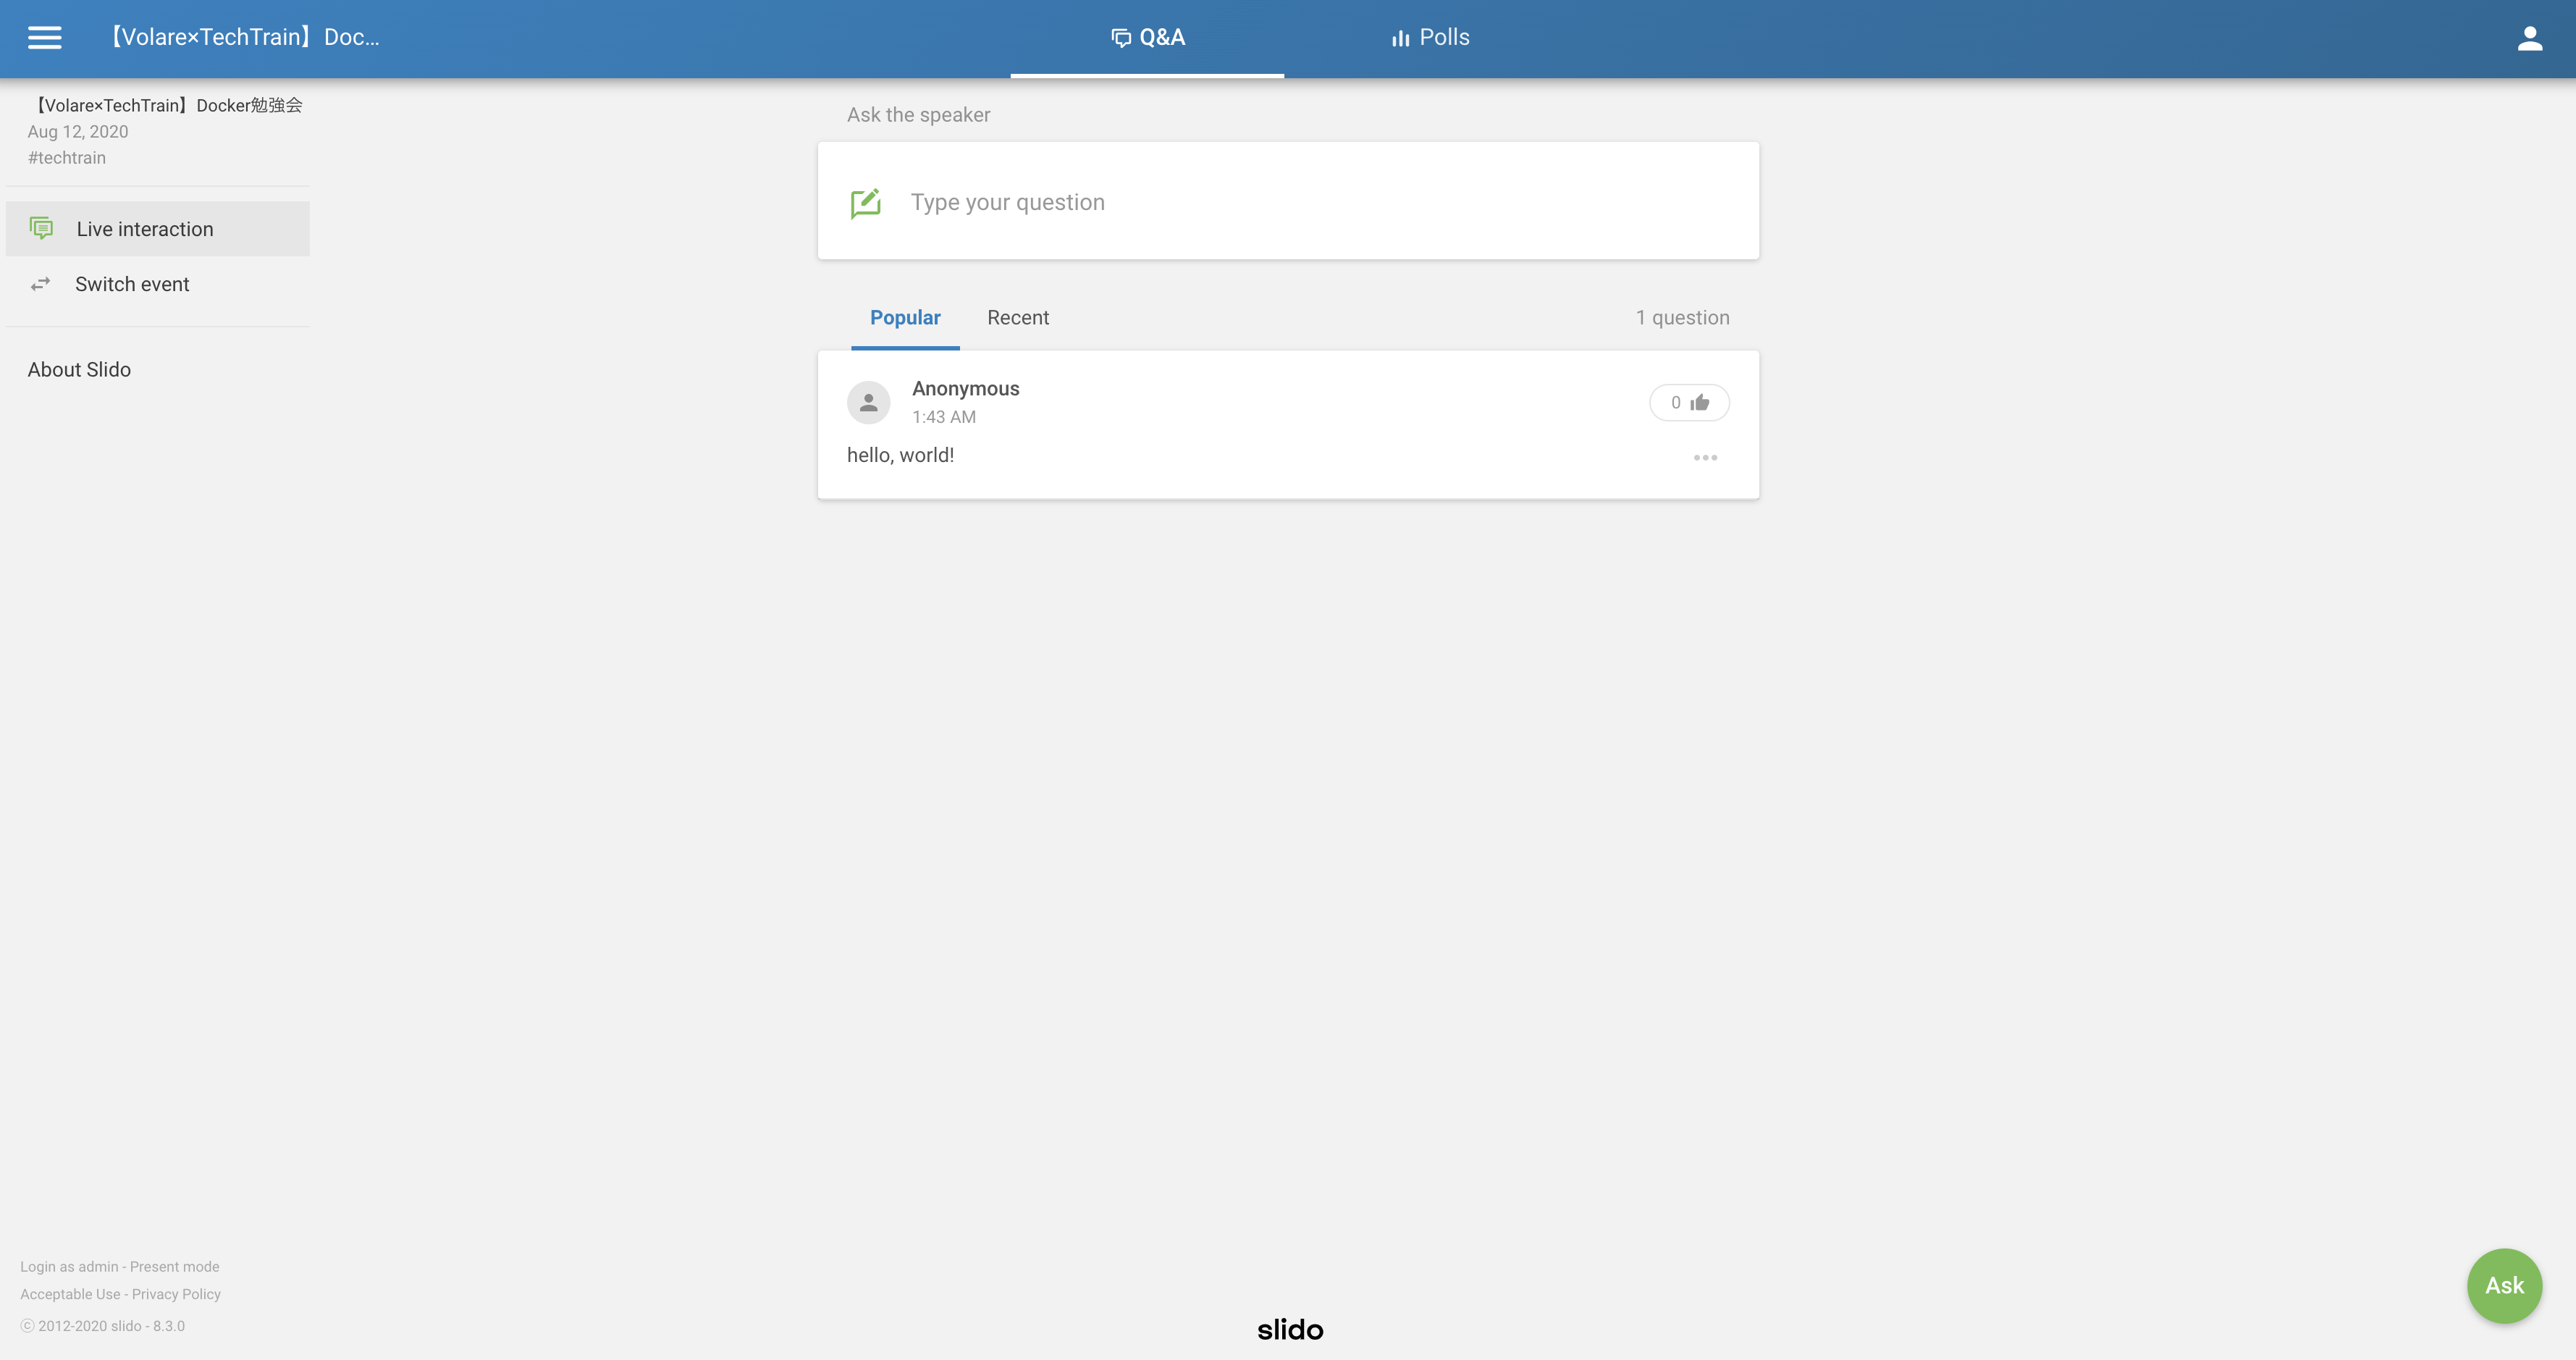 【Volare×TechTrain】Doc...
Q&A
Polls
【Volare×TechTrain】Docker勉強会
Aug 12, 2020
#techtrain
Live interaction
Switch event
About Slido
Ask the speaker
Type your question
Popular
Recent
1 question
Anonymous
1:43 AM
0
hello, world!
Login as admin - Present mode
Acceptable Use - Privacy Policy
© 2012-2020 slido - 8.3.0
slido
Ask